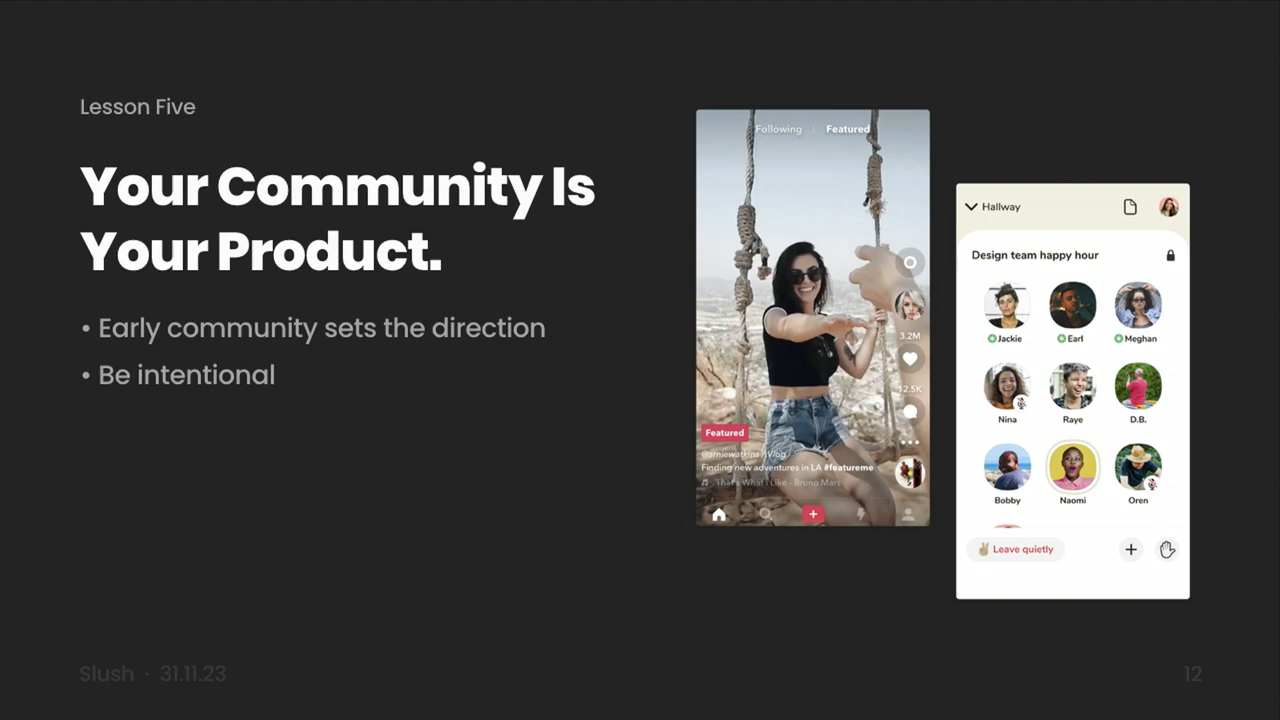 Lesson Five
Your Community Is
Your Product.
• Early community sets the direction
• Be intentional
Following
Featured
3.2M
12.5K
Featured
@arniewatkins / Vlog
Finding new adventures in LA #featureme
That's What I Like - Bruno Mars
Hallway
Design team happy hour
Jackie
Earl
Meghan
Nina
Raye
D.B.
Bobby
Naomi
Oren
Leave quietly
Slush · 31.11.23
12